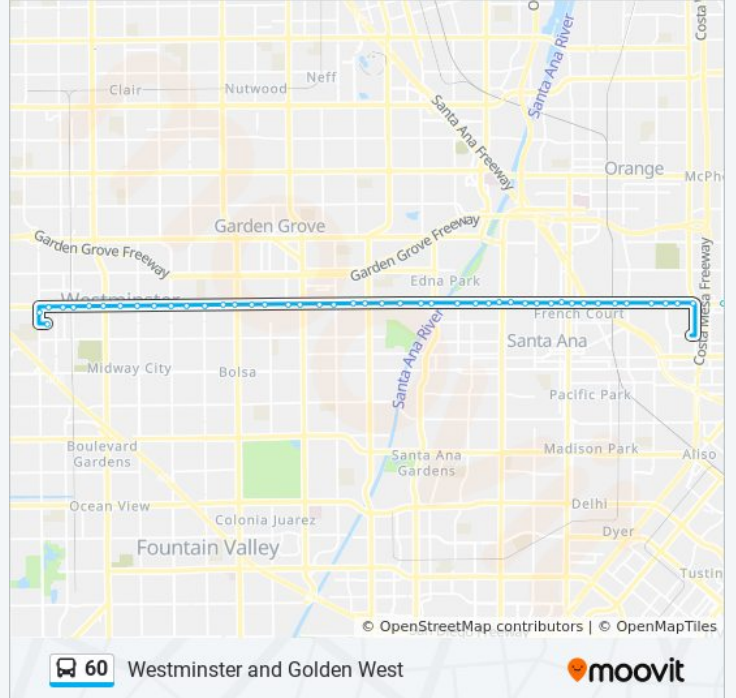 Costa
Santa Ana River
Neff
Clair
Nutwood
Santa Ana Freeway
Orange
McPh
Garden Grove
Garden Grove Freeway
Garden Grove Freeway
Edna Park
Costa Mesa Freeway
Westminster
French Court
Santa Ana
Santa Ana River
Midway City
Bolsa
Pacific Park
Boulevard
Gardens
Santa Ana
Gardens
Madison Park
Aliso
Ocean View
Colonia Juarez
Delhi
Dyer
Fountain Valley
Tustin
© OpenStreetMap contributors | © OpenMapTiles
60 Westminster and Golden West
moovit